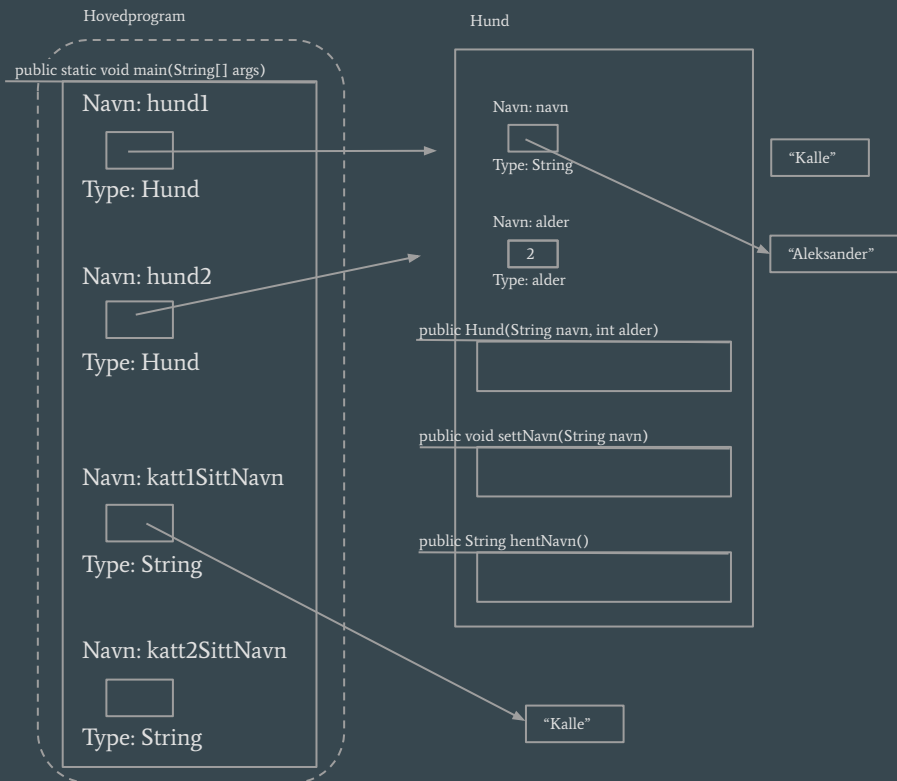 Hovedprogram
public static void main(String[] args)
Navn: hund1
Type: Hund
Navn: hund2
Type: Hund
Navn: katt1SittNavn
Type: String
Navn: katt2SittNavn
Type: String
Hund
Navn: navn
Type: String
Navn: alder
2
Type: alder
public Hund(String navn, int alder)
public void settNavn(String navn)
public String hentNavn()
“Kalle”
“Aleksander”
“Kalle”